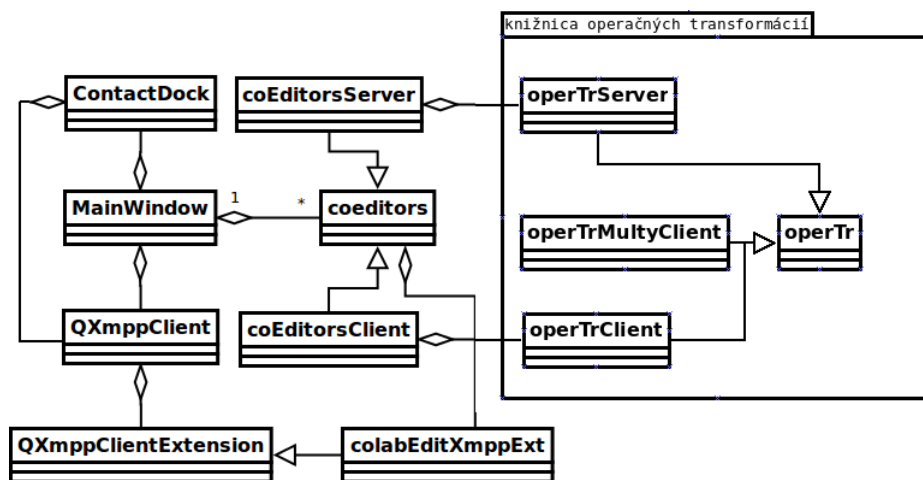 knižnica operačných transformácií
ContactDock
coEditorsServer
operTrServer
MainWindow
1
*
coeditors
operTrMultyClient
operTr
QXmppClient
coEditorsClient
operTrClient
QXmppClientExtension
colabEditXmppExt